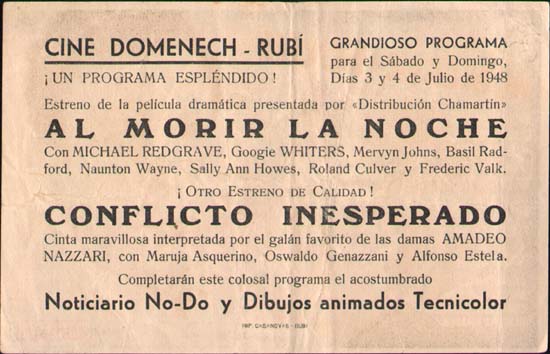 CINE DOMENECH - RUBÍ
¡ UN PROGRAMA ESPLÉNDIDO !
GRANDIOSO PROGRAMA
para el Sábado y Domingo,
Días 3 y 4 de Julio de 1948
Estreno de la película dramática presentada por «Distribución Chamartín»
AL MORIR LA NOCHE
Con MICHAEL REDGRAVE, Googie WHITERS, Mervyn Johns, Basil Rad-
ford, Naunton Wayne, Sally Ann Howes, Roland Culver y Frederic Valk.
¡ OTRO ESTRENO DE CALIDAD !
CONFLICTO INESPERADO
Cinta maravillosa interpretada por el galán favorito de las damas AMADEO
NAZZARI, con Maruja Asquerino, Oswaldo Genazzani y Alfonso Estela.
Completarán este colosal programa el acostumbrado
Noticiario No-Do y Dibujos animados Tecnicolor
IMP. CASANOVAS - RUBI